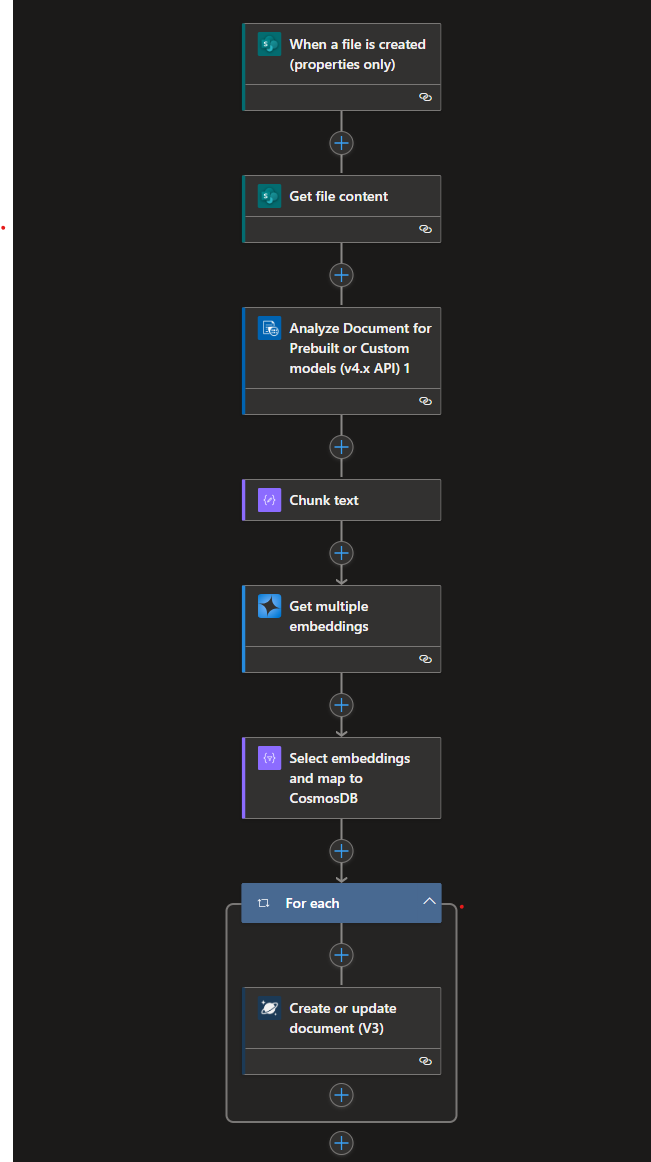 When a file is created
(properties only)
Get file content
Analyze Document for
Prebuilt or Custom
models (v4.x API) 1
Chunk text
Get multiple
embeddings
Select embeddings
and map to
CosmosDB
For each
Create or update
document (V3)